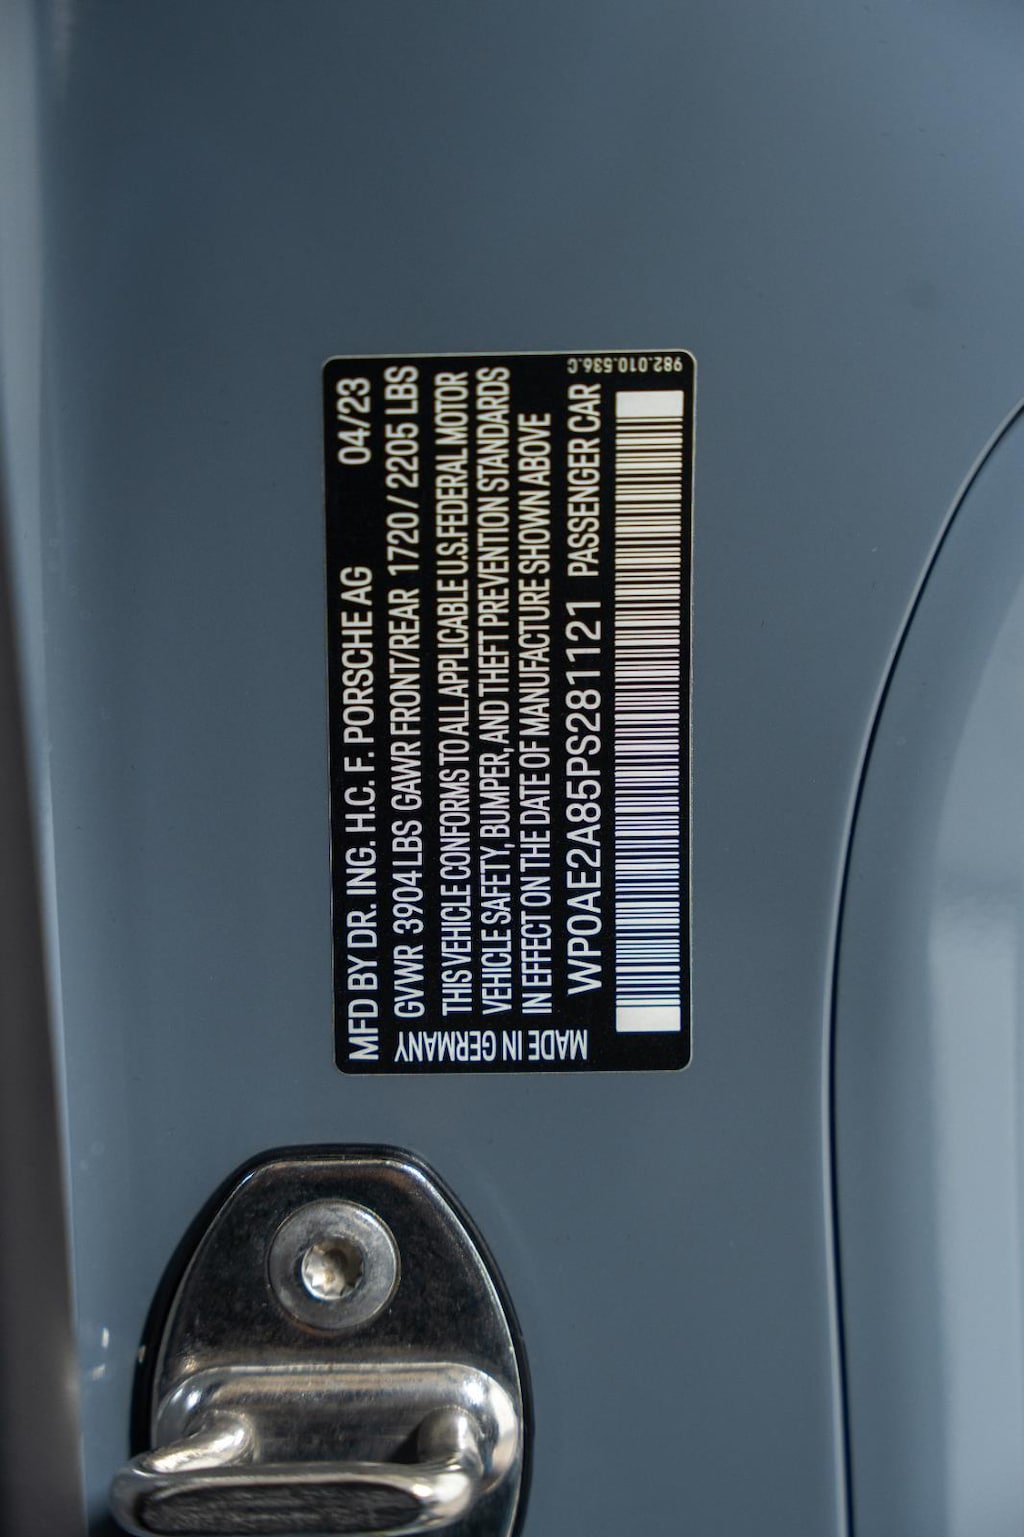 MFD BY DR. ING. H.C. F. PORSCHE AG 04/23
GVWR 3904 LBS GAWR FRONT/REAR 1720 / 2205 LBS
THIS VEHICLE CONFORMS TO ALL APPLICABLE U.S. FEDERAL MOTOR
VEHICLE SAFETY, BUMPER, AND THEFT PREVENTION STANDARDS
IN EFFECT ON THE DATE OF MANUFACTURE SHOWN ABOVE
WP0AE2A85PS281121 PASSENGER CAR
MADE IN GERMANY
982.010.536.C